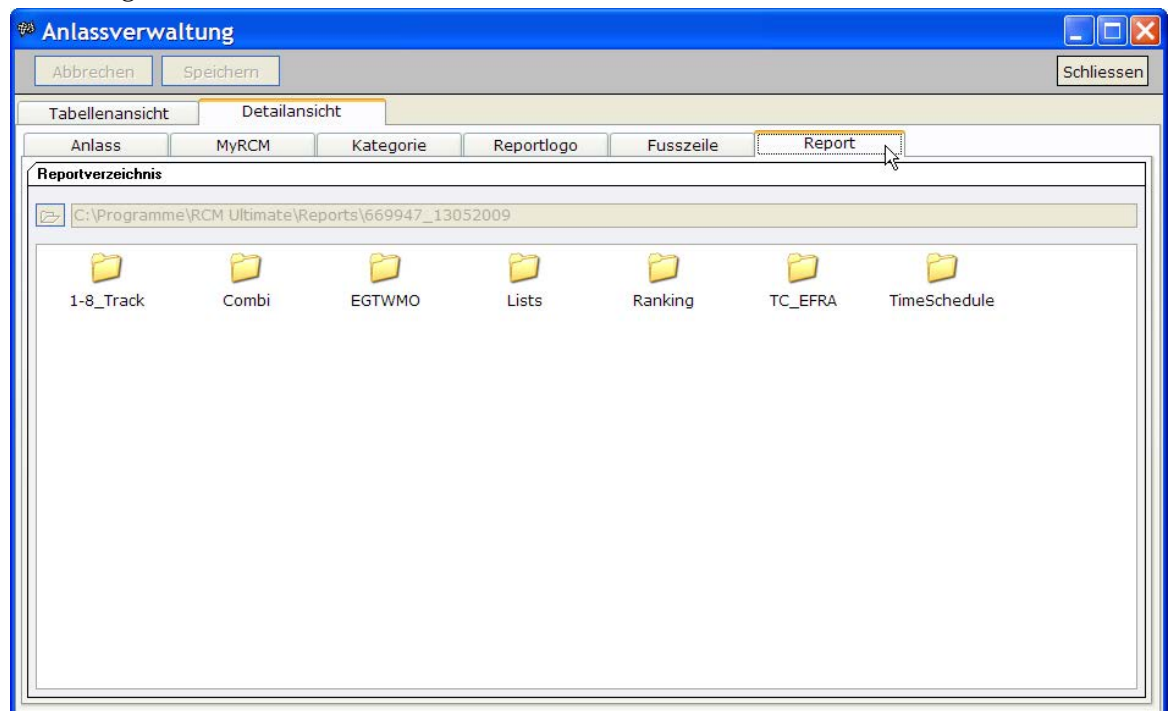 Anlassverwaltung
Abbrechen Speichern Schliessen
Tabellenansicht Detailansicht
Anlass MyRCM Kategorie Reportlogo Fusszeile Report
Reportverzeichnis
C:\Programme\RCM Ultimate\Reports\669947_13052009
1-8_Track Combi EGTWMO Lists Ranking TC_EFRA TimeSchedule